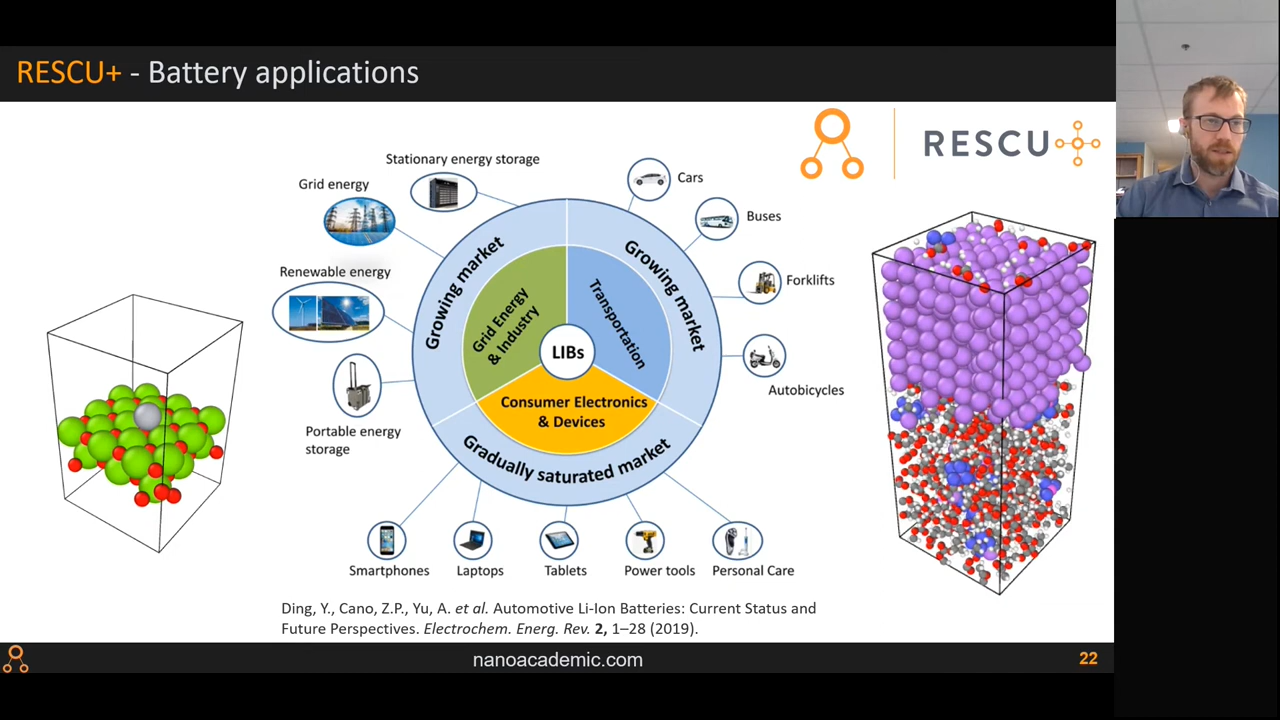 RESCU+ - Battery applications
RESCU
Stationary energy storage
Grid energy
Renewable energy
Portable energy
storage
Cars
Buses
Forklifts
Autobicycles
Growing market
Growing market
Gradually saturated market
Grid Energy
& Industry
Transportation
LIBs
Consumer Electronics
& Devices
Smartphones
Laptops
Tablets
Power tools
Personal Care
Ding, Y., Cano, Z.P., Yu, A. et al. Automotive Li-Ion Batteries: Current Status and
Future Perspectives. Electrochem. Energ. Rev. 2, 1–28 (2019).
nanoacademic.com
22